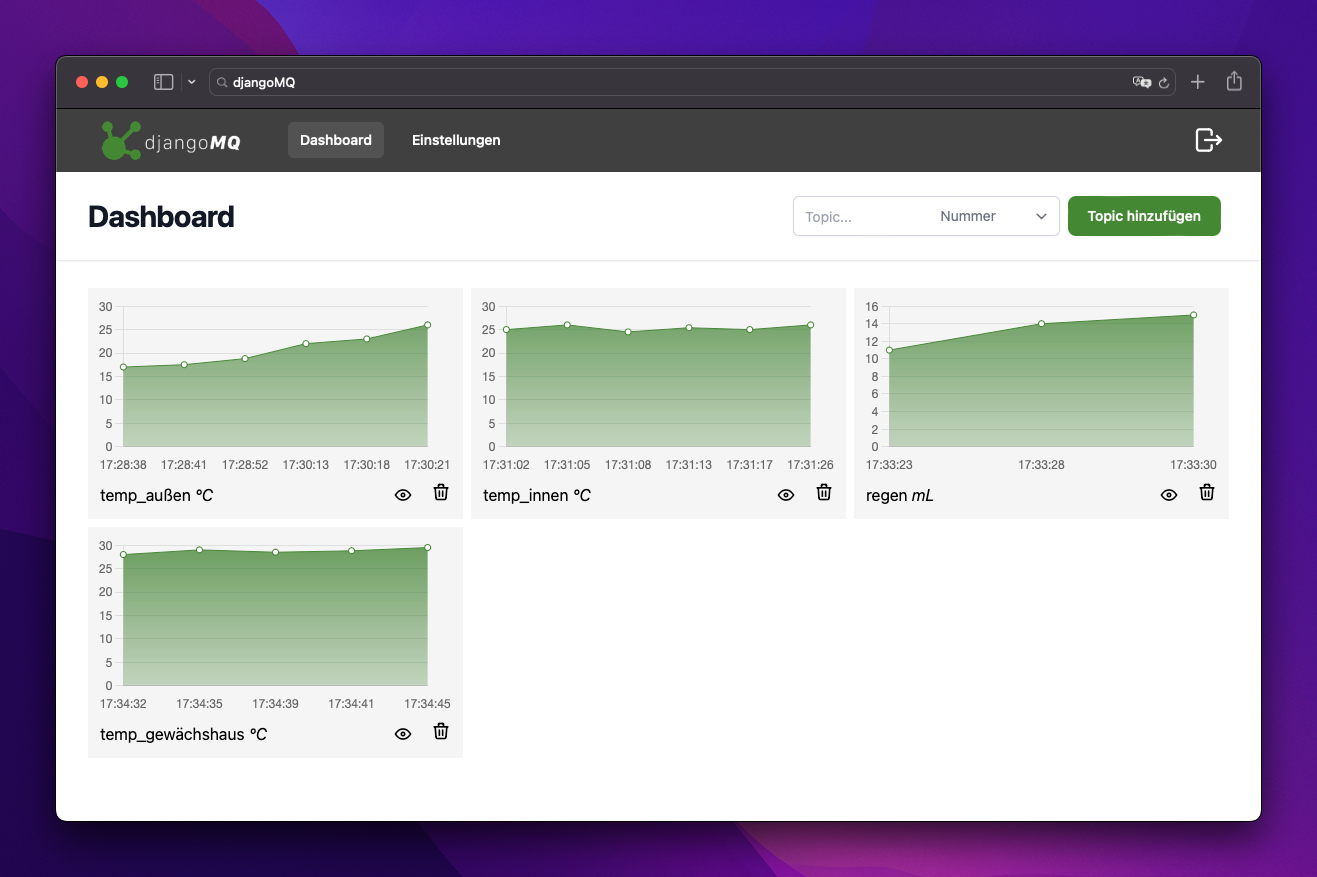 djangoMQ
djangoMQ Dashboard Einstellungen
Dashboard Topic... Nummer Topic hinzufügen
30
25
20
15
10
5
0
17:28:38 17:28:41 17:28:52 17:30:13 17:30:18 17:30:21
temp_außen °C
30
25
20
15
10
5
0
17:31:02 17:31:05 17:31:08 17:31:13 17:31:17 17:31:26
temp_innen °C
16
14
12
10
8
6
4
2
0
17:33:23 17:33:28 17:33:30
regen mL
30
25
20
15
10
5
0
17:34:32 17:34:35 17:34:39 17:34:41 17:34:45
temp_gewächshaus °C